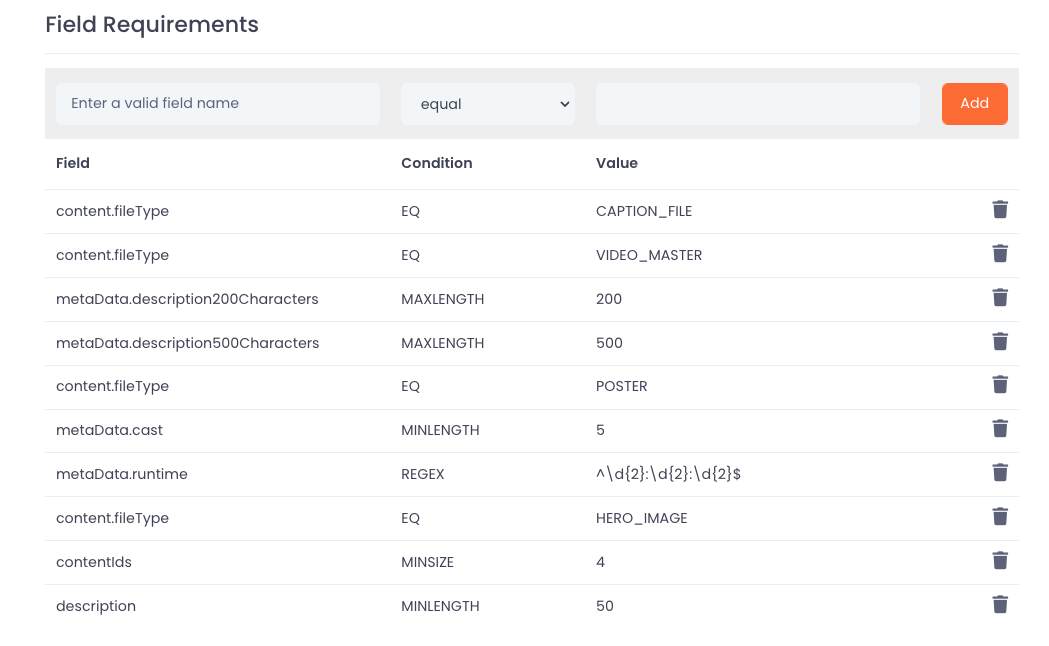 Field Requirements
Enter a valid field name equal Add
Field Condition Value
content.fileType EQ CAPTION_FILE
content.fileType EQ VIDEO_MASTER
metaData.description200Characters MAXLENGTH 200
metaData.description500Characters MAXLENGTH 500
content.fileType EQ POSTER
metaData.cast MINLENGTH 5
metaData.runtime REGEX ^\d{2}:\d{2}:\d{2}$
content.fileType EQ HERO_IMAGE
contentIds MINSIZE 4
description MINLENGTH 50